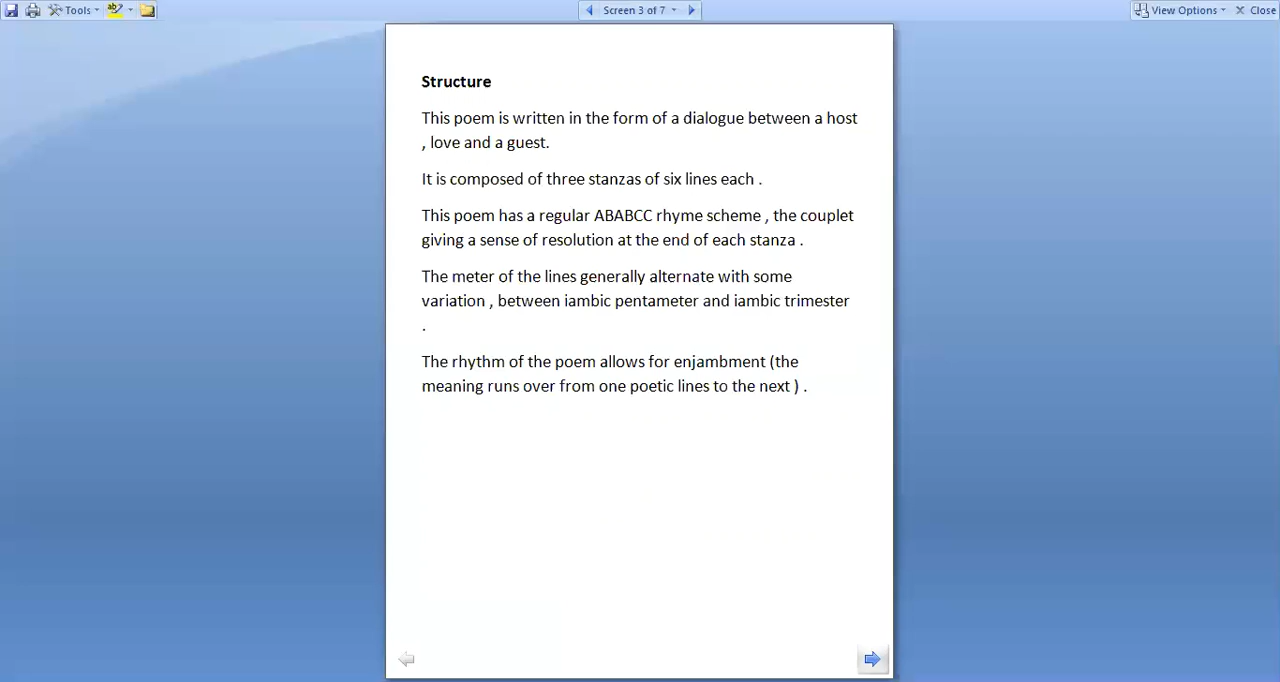 Tools
Screen 3 of 7
View Options
Close
Structure
This poem is written in the form of a dialogue between a host
, love and a guest.
It is composed of three stanzas of six lines each .
This poem has a regular ABABCC rhyme scheme , the couplet
giving a sense of resolution at the end of each stanza .
The meter of the lines generally alternate with some
variation , between iambic pentameter and iambic trimester
.
The rhythm of the poem allows for enjambment (the
meaning runs over from one poetic lines to the next ) .